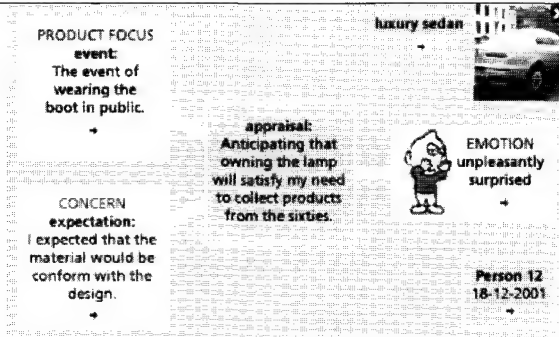 PRODUCT FOCUS
event:
The event of
wearing the
boot in public.
CONCERN
expectation:
I expected that the
material would be
conform with the
design.
appraisal:
Anticipating that
owning the lamp
will satisfy my need
to collect products
from the sixties.
luxury sedan
EMOTION
unpleasantly
surprised
Person 12
18-12-2001